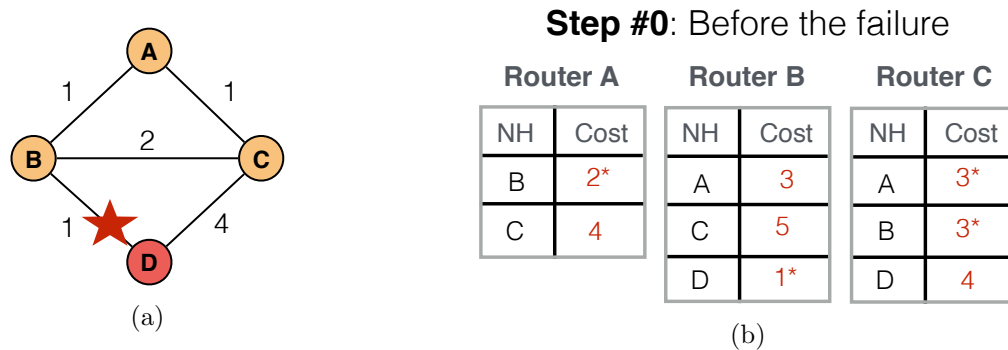 A
1
1
B
2
C
1
4
D
(a)
Step #0: Before the failure
Router A
NH Cost
B 2*
C 4
Router B
NH Cost
A 3
C 5
D 1*
Router C
NH Cost
A 3*
B 3*
D 4
(b)